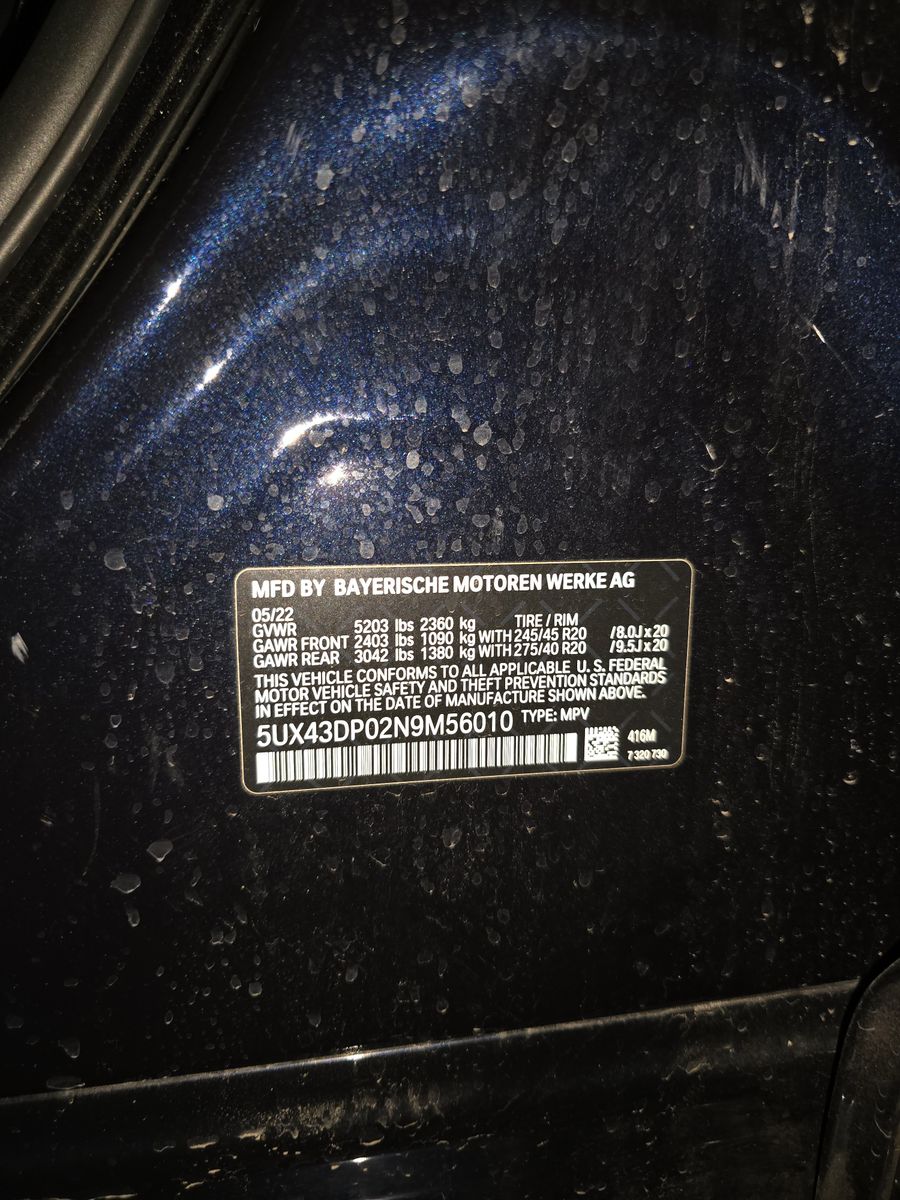 MFD BY BAYERISCHE MOTOREN WERKE AG
05/22
GVWR 5203 lbs 2360 kg TIRE / RIM
GAWR FRONT 2403 lbs 1090 kg WITH 245/45 R20 /8.0J x 20
GAWR REAR 3042 lbs 1380 kg WITH 275/40 R20 /9.5J x 20
THIS VEHICLE CONFORMS TO ALL APPLICABLE U. S. FEDERAL
MOTOR VEHICLE SAFETY AND THEFT PREVENTION STANDARDS
IN EFFECT ON THE DATE OF MANUFACTURE SHOWN ABOVE.
5UX43DP02N9M56010 TYPE: MPV
416M
7 320 730